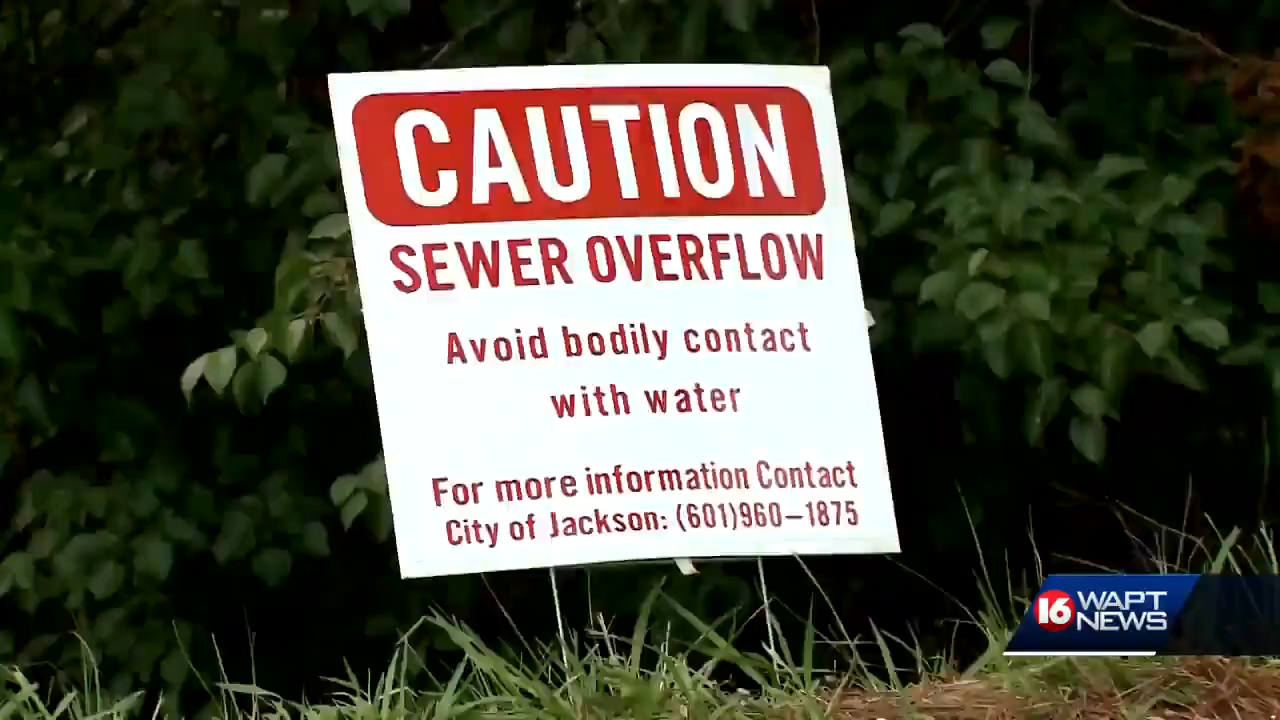 CAUTION
SEWER OVERFLOW
Avoid bodily contact
with water
For more information Contact
City of Jackson: (601)960-1875
16 WAPT
NEWS